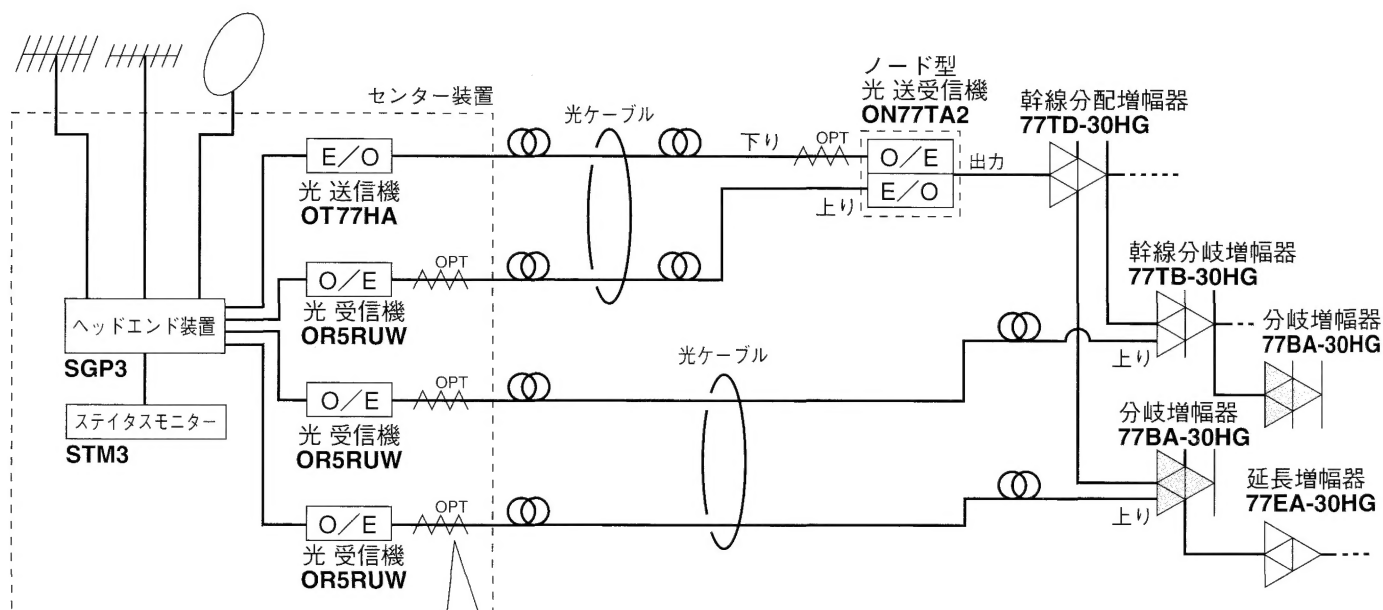 センター装置
光ケーブル
ノード型
光 送受信機
ON77TA2
幹線分配増幅器
77TD-30HG
E/O
光 送信機
OT77HA
下り
OPT
O/E
E/O
出力
上り
O/E
OPT
光 受信機
OR5RUW
幹線分岐増幅器
77TB-30HG
分岐増幅器
77BA-30HG
上り
ヘッドエンド装置
SGP3
光ケーブル
O/E
OPT
光 受信機
OR5RUW
ステイタスモニター
STM3
分岐増幅器
77BA-30HG
上り
延長増幅器
77EA-30HG
O/E
OPT
光 受信機
OR5RUW